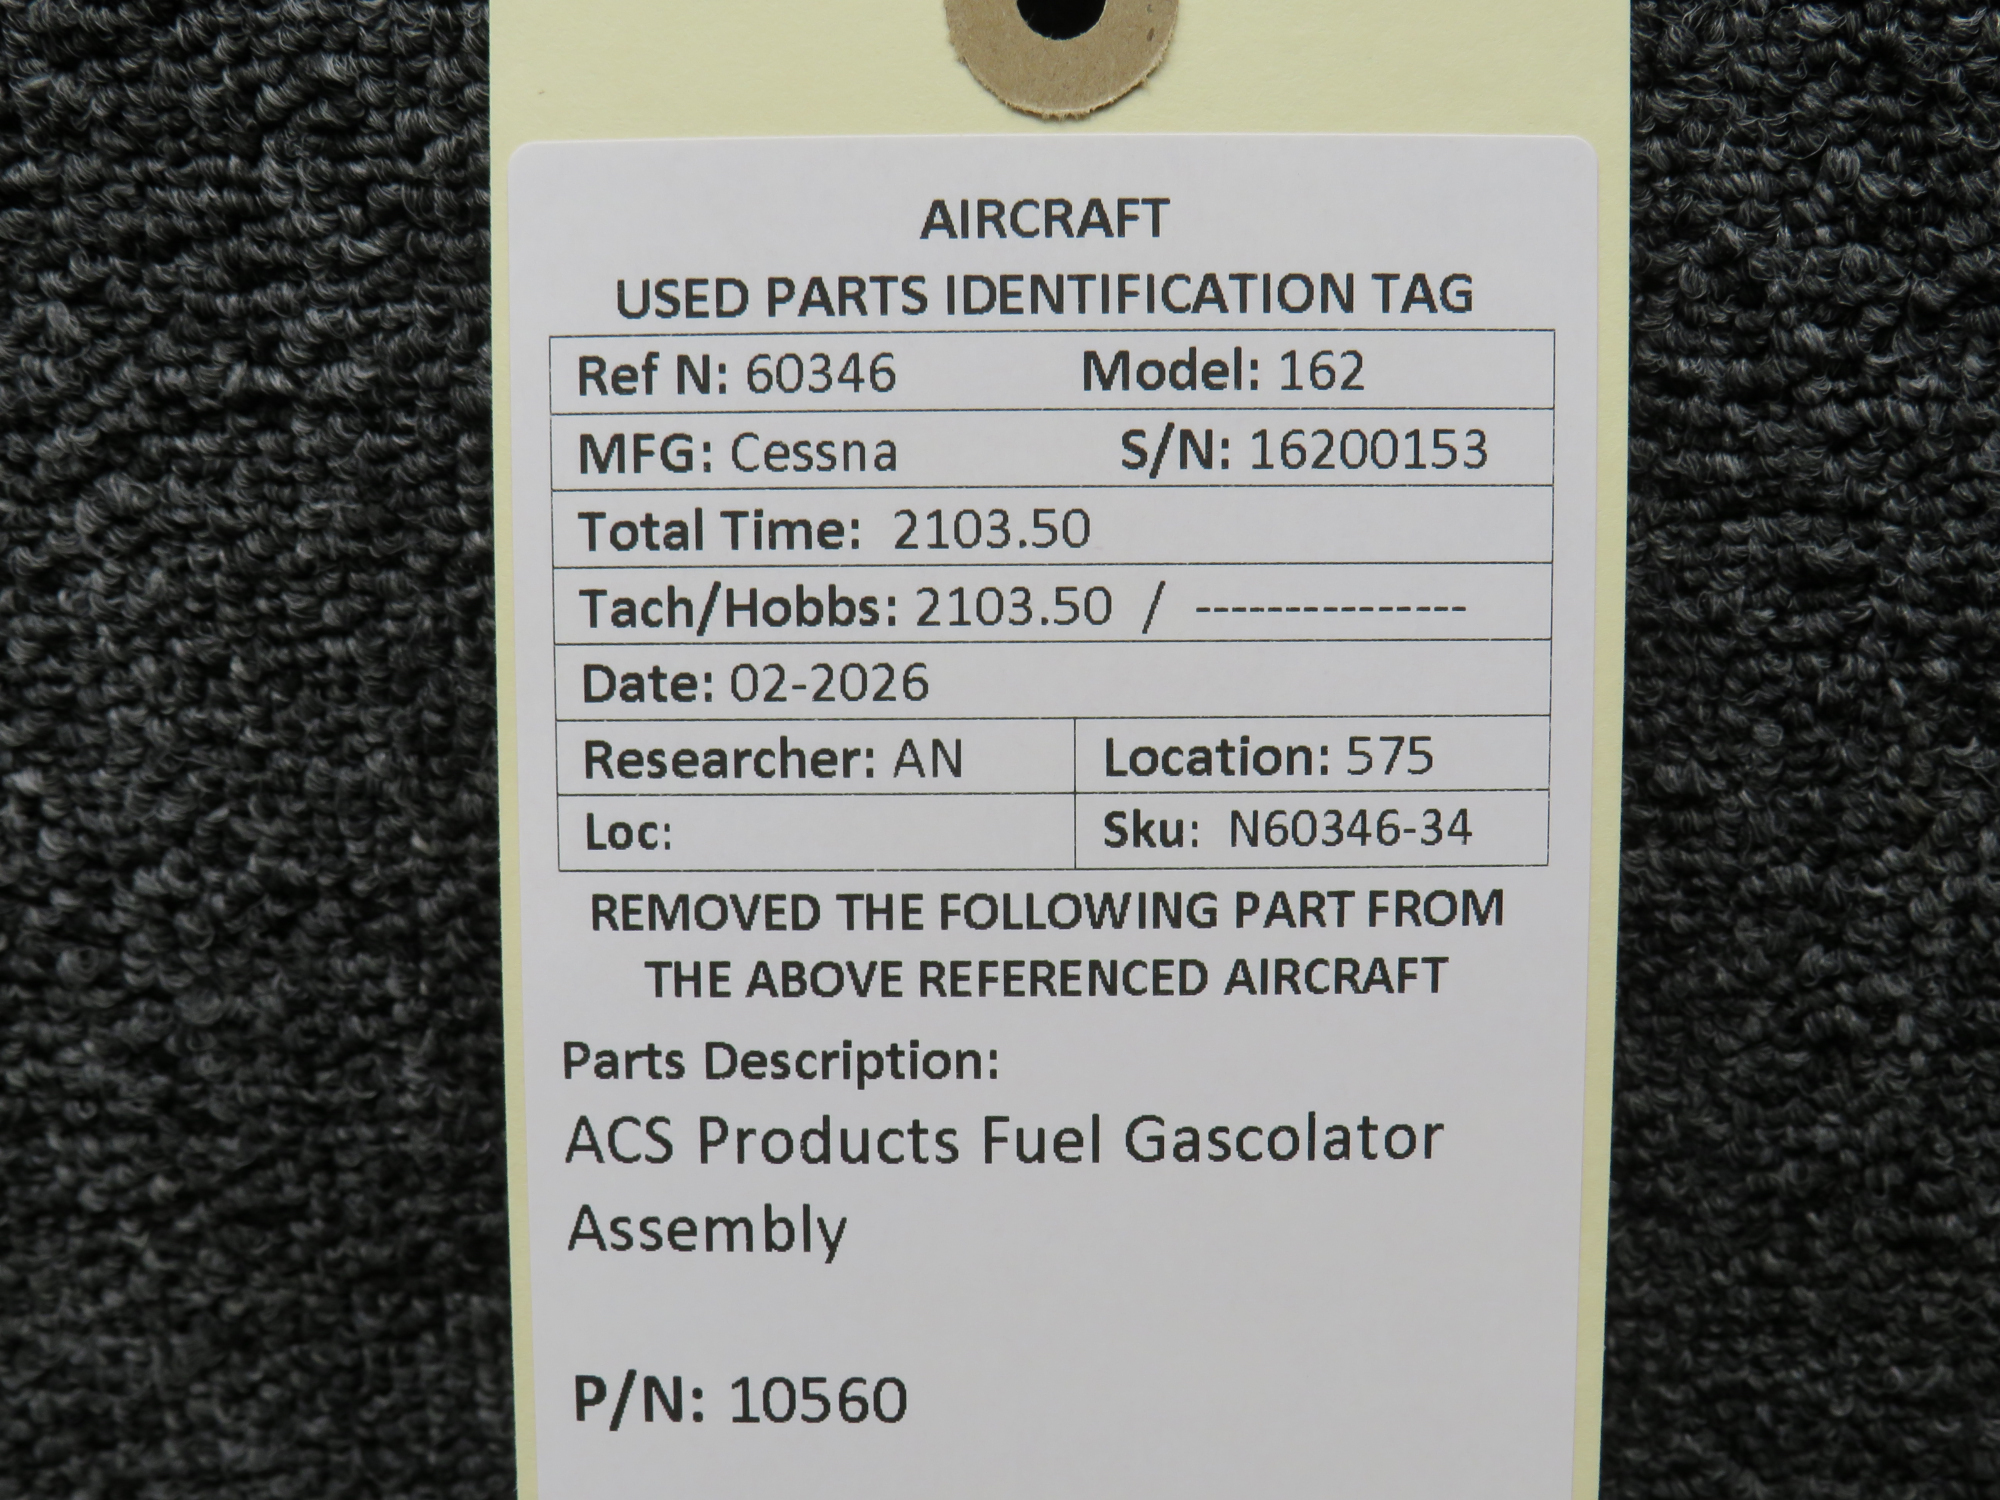 AIRCRAFT
USED PARTS IDENTIFICATION TAG
Ref N: 60346 Model: 162
MFG: Cessna S/N: 16200153
Total Time: 2103.50
Tach/Hobbs: 2103.50 / ---------------
Date: 02-2026
Researcher: AN Location: 575
Loc: Sku: N60346-34
REMOVED THE FOLLOWING PART FROM
THE ABOVE REFERENCED AIRCRAFT
Parts Description:
ACS Products Fuel Gascolator
Assembly
P/N: 10560